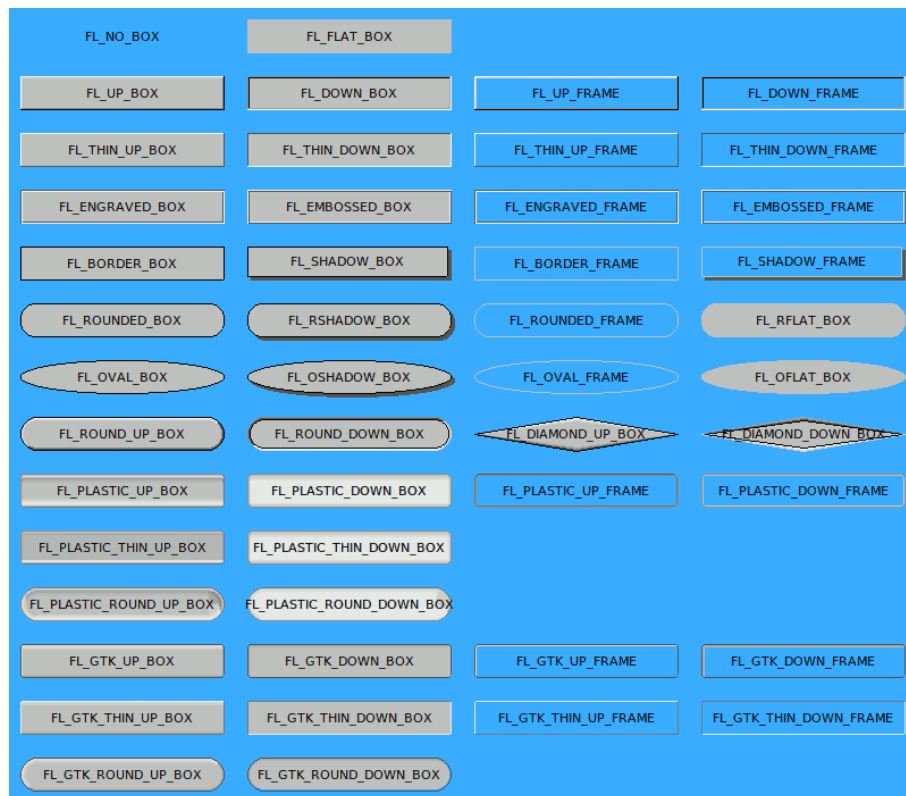 FL_NO_BOX FL_FLAT_BOX
FL_UP_BOX FL_DOWN_BOX FL_UP_FRAME FL_DOWN_FRAME
FL_THIN_UP_BOX FL_THIN_DOWN_BOX FL_THIN_UP_FRAME FL_THIN_DOWN_FRAME
FL_ENGRAVED_BOX FL_EMBOSSED_BOX FL_ENGRAVED_FRAME FL_EMBOSSED_FRAME
FL_BORDER_BOX FL_SHADOW_BOX FL_BORDER_FRAME FL_SHADOW_FRAME
FL_ROUNDED_BOX FL_RSHADOW_BOX FL_ROUNDED_FRAME FL_RFLAT_BOX
FL_OVAL_BOX FL_OSHADOW_BOX FL_OVAL_FRAME FL_OFLAT_BOX
FL_ROUND_UP_BOX FL_ROUND_DOWN_BOX FL_DIAMOND_UP_BOX FL_DIAMOND_DOWN_BOX
FL_PLASTIC_UP_BOX FL_PLASTIC_DOWN_BOX FL_PLASTIC_UP_FRAME FL_PLASTIC_DOWN_FRAME
FL_PLASTIC_THIN_UP_BOX FL_PLASTIC_THIN_DOWN_BOX
FL_PLASTIC_ROUND_UP_BOX FL_PLASTIC_ROUND_DOWN_BOX
FL_GTK_UP_BOX FL_GTK_DOWN_BOX FL_GTK_UP_FRAME FL_GTK_DOWN_FRAME
FL_GTK_THIN_UP_BOX FL_GTK_THIN_DOWN_BOX FL_GTK_THIN_UP_FRAME FL_GTK_THIN_DOWN_FRAME
FL_GTK_ROUND_UP_BOX FL_GTK_ROUND_DOWN_BOX